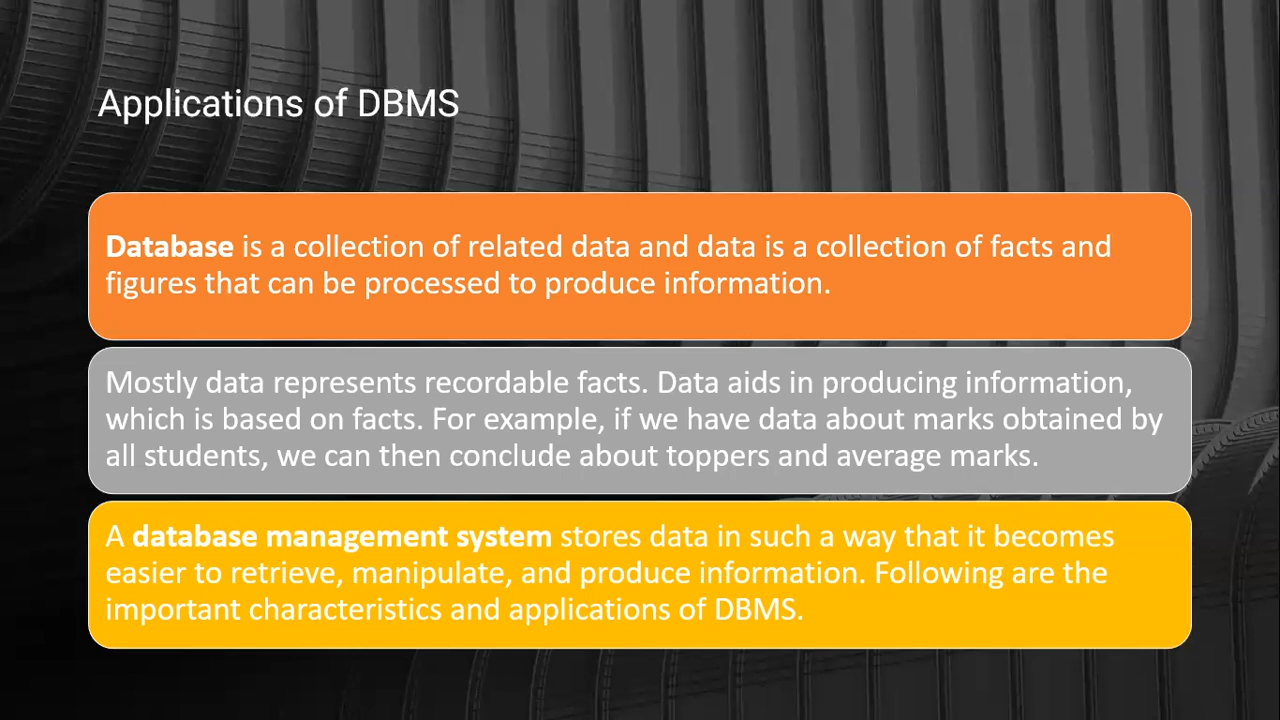 Applications of DBMS
Database is a collection of related data and data is a collection of facts and
figures that can be processed to produce information.
Mostly data represents recordable facts. Data aids in producing information,
which is based on facts. For example, if we have data about marks obtained by
all students, we can then conclude about toppers and average marks.
A database management system stores data in such a way that it becomes
easier to retrieve, manipulate, and produce information. Following are the
important characteristics and applications of DBMS.